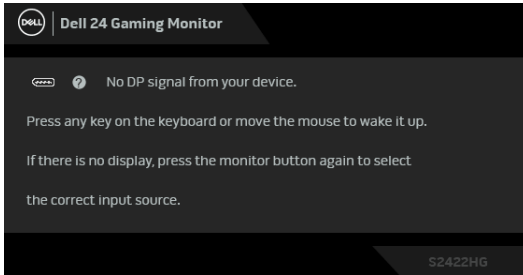 DELL Dell 24 Gaming Monitor
? No DP signal from your device.
Press any key on the keyboard or move the mouse to wake it up.
If there is no display, press the monitor button again to select
the correct input source.
S2422HG